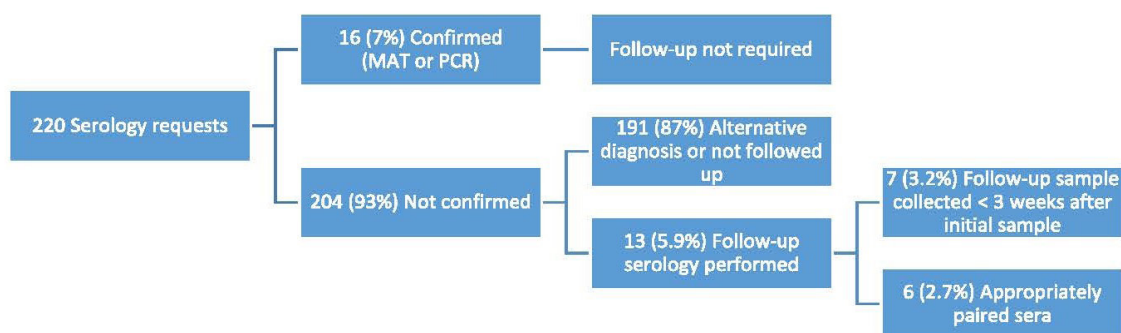 220 Serology requests
16 (7%) Confirmed
(MAT or PCR)
Follow-up not required
204 (93%) Not confirmed
191 (87%) Alternative
diagnosis or not followed
up
13 (5.9%) Follow-up
serology performed
7 (3.2%) Follow-up sample
collected < 3 weeks after
initial sample
6 (2.7%) Appropriately
paired sera